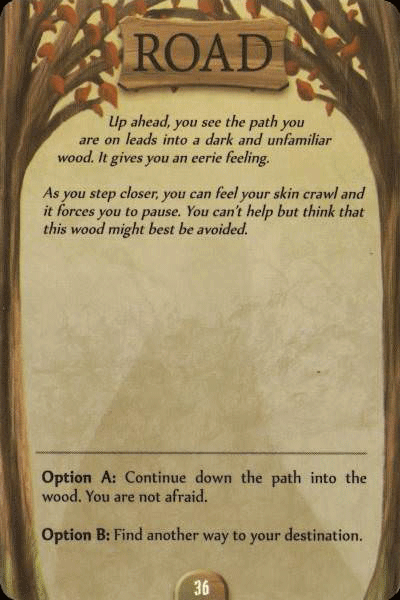 ROAD
Up ahead, you see the path you
are on leads into a dark and unfamiliar
wood. It gives you an eerie feeling.
As you step closer, you can feel your skin crawl and
it forces you to pause. You can't help but think that
this wood might best be avoided.
Option A: Continue down the path into the
wood. You are not afraid.
Option B: Find another way to your destination.
36